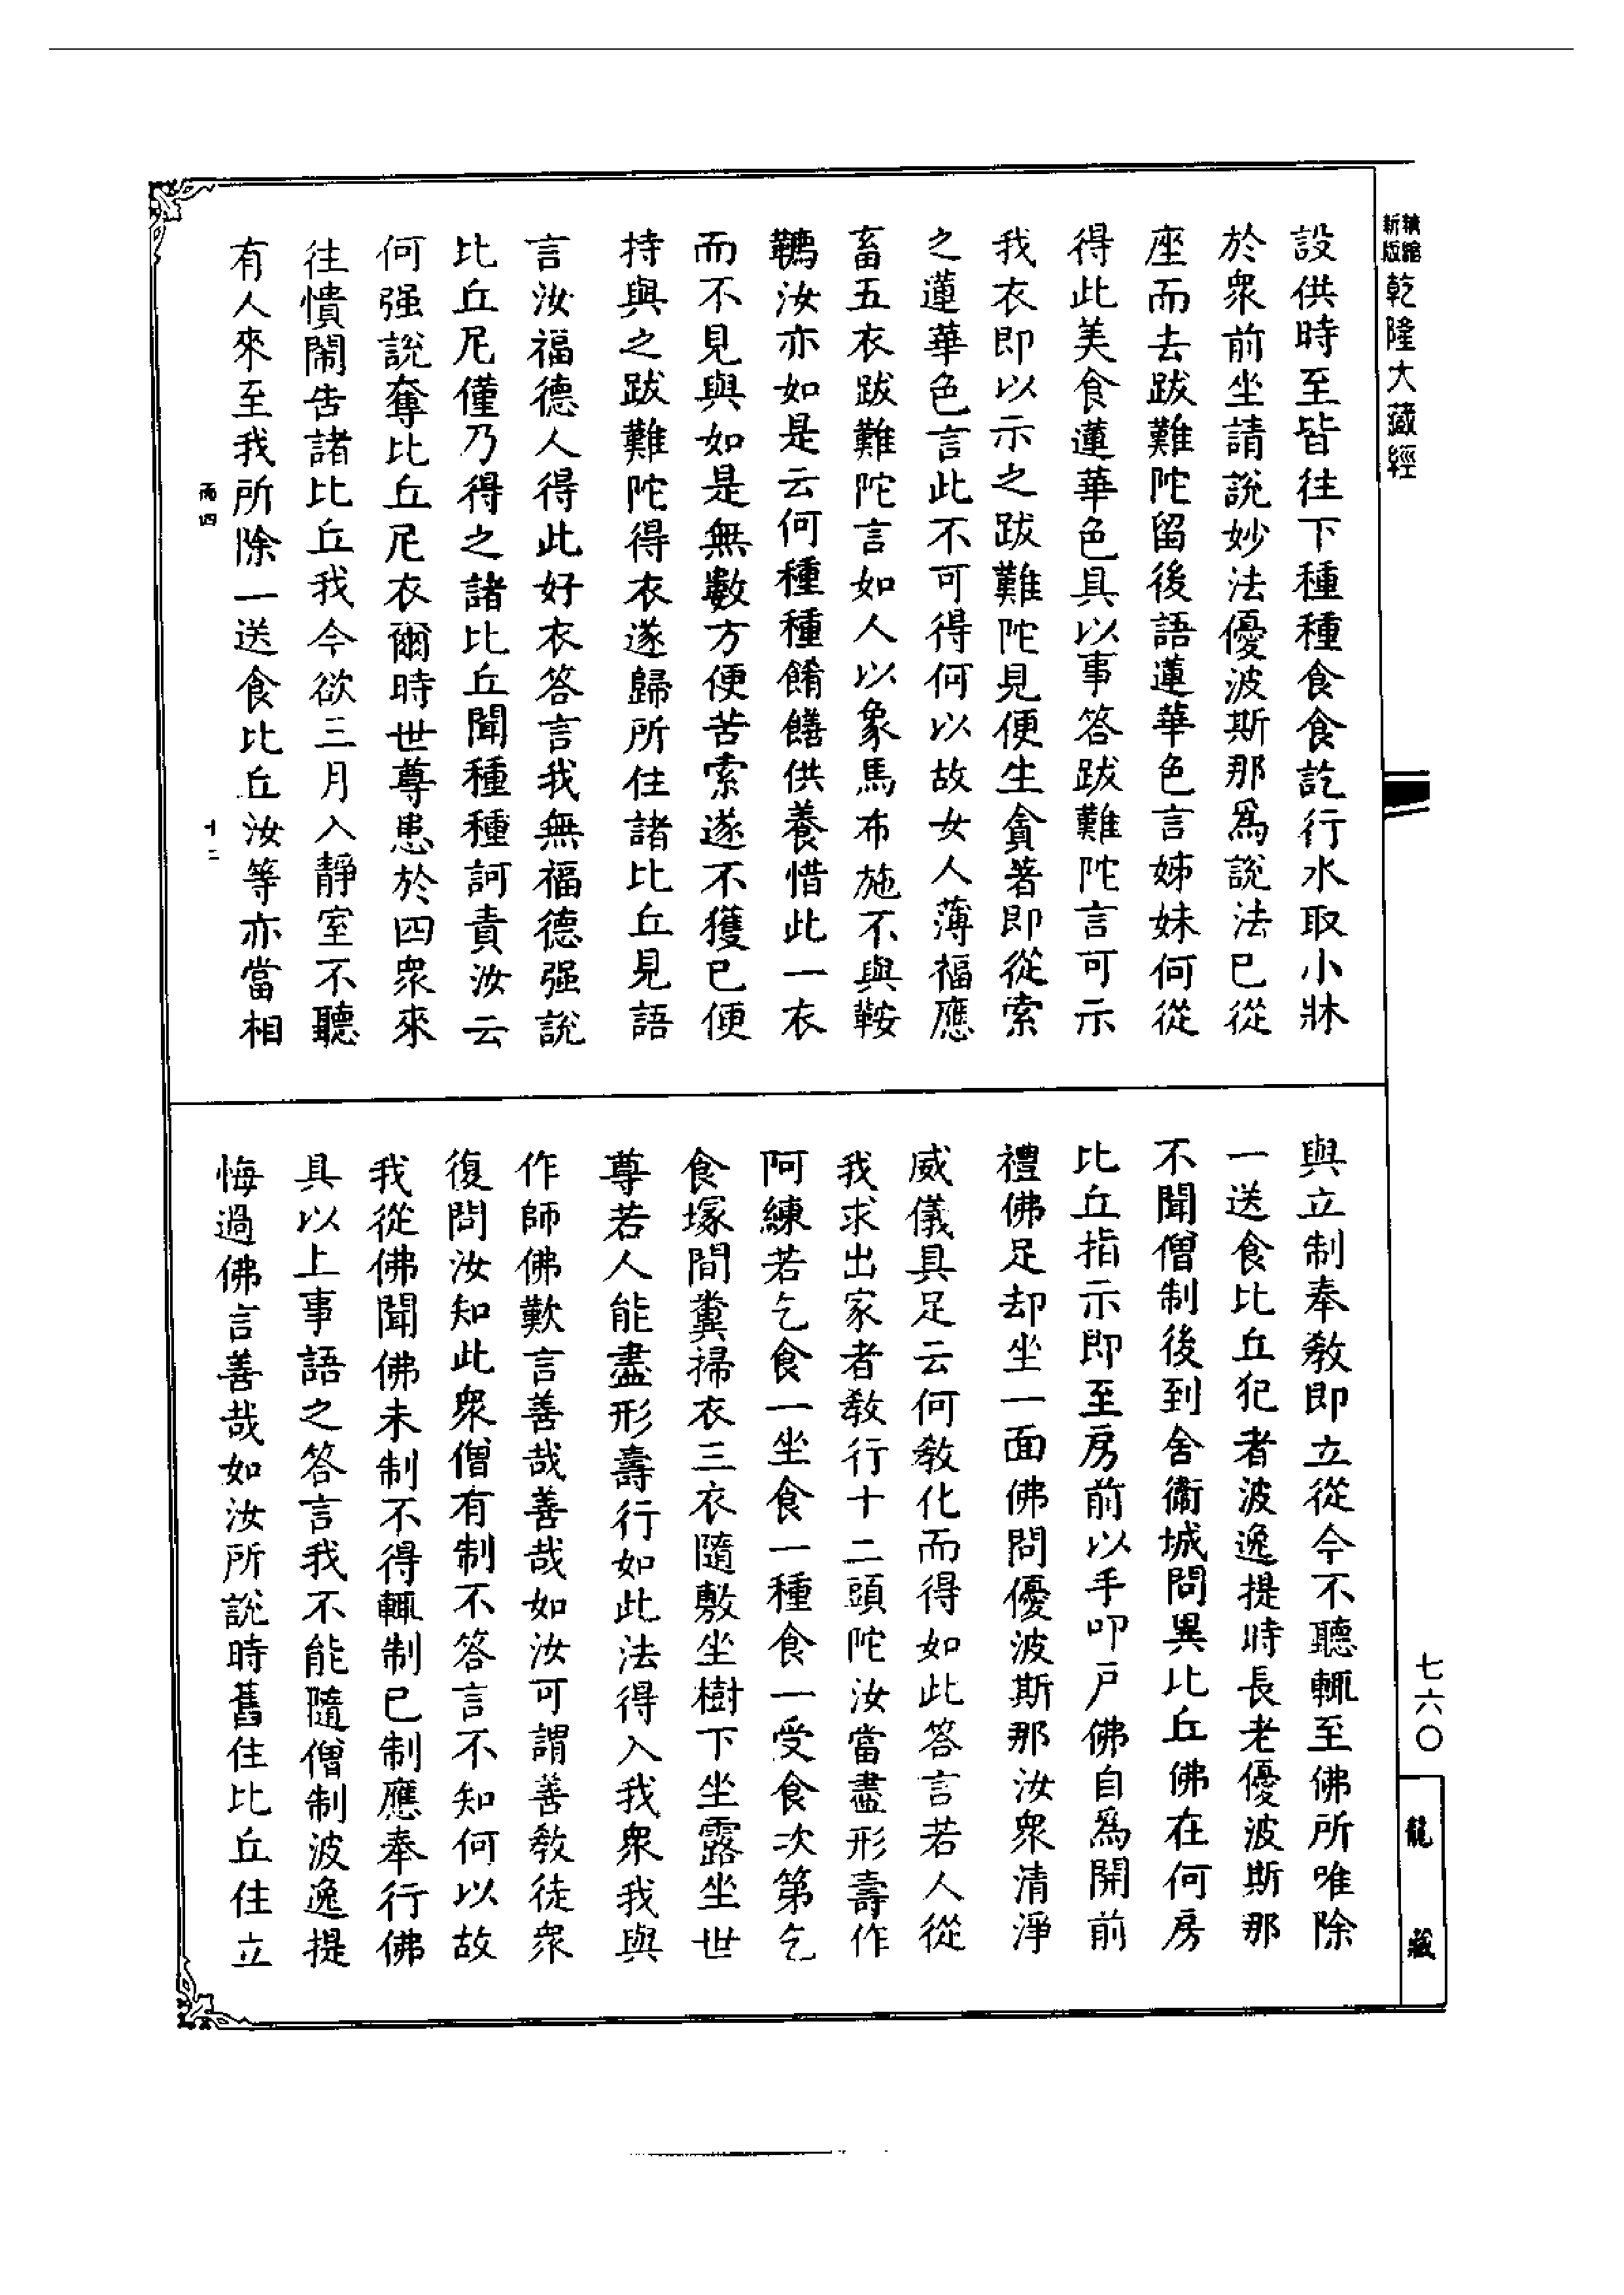 新版精縮乾隆大藏經
設供時至皆往下種種食食訖行水取小牀
於衆前坐請說妙法優波斯那爲說法已從
座而去跋難陀留後語蓮華色言姊妹何從
得此美食蓮華色具以事答跋難陀言可示
我衣即以示之跋難陀見便生貪著即從索
之蓮華色言此不可得何以故女人薄福應
畜五衣跋難陀言如人以象馬布施不與鞍
韉汝亦如是云何種種餚饍供養惜此一衣
而不見與如是無數方便苦索遂不獲已便
持與之跋難陀得衣遂歸所住諸比丘見語
言汝福德人得此好衣答言我無福德强說
比丘尼僅乃得之諸比丘聞種種訶責汝云
何强說奪比丘尼衣爾時世尊患於四衆來
往憒閙告諸比丘我今欲三月入靜室不聽
有人來至我所除一送食比丘汝等亦當相
雨四
十二
與立制奉敎即立從今不聽輒至佛所唯除
一送食比丘犯者波逸提時長老優波斯那
不聞僧制後到舍衞城問異比丘佛在何房
比丘指示即至房前以手叩戶佛自爲開前
禮佛足却坐一面佛問優波斯那汝衆清淨
威儀具足云何敎化而得如此答言若人從
我求出家者敎行十二頭陀汝當盡形壽作
阿練若乞食一坐食一種食一受食次第乞
食塚間糞掃衣三衣隨敷坐樹下坐露坐世
尊若人能盡形壽行如此法得入我衆我與
作師佛歎言善哉善哉如汝可謂善敎徒衆
復問汝知此衆僧有制不答言不知何以故
我從佛聞佛未制不得輒制已制應奉行佛
具以上事語之答言我不能隨僧制波逸提
悔過佛言善哉如汝所說時舊住比丘住立
七六〇
龍藏